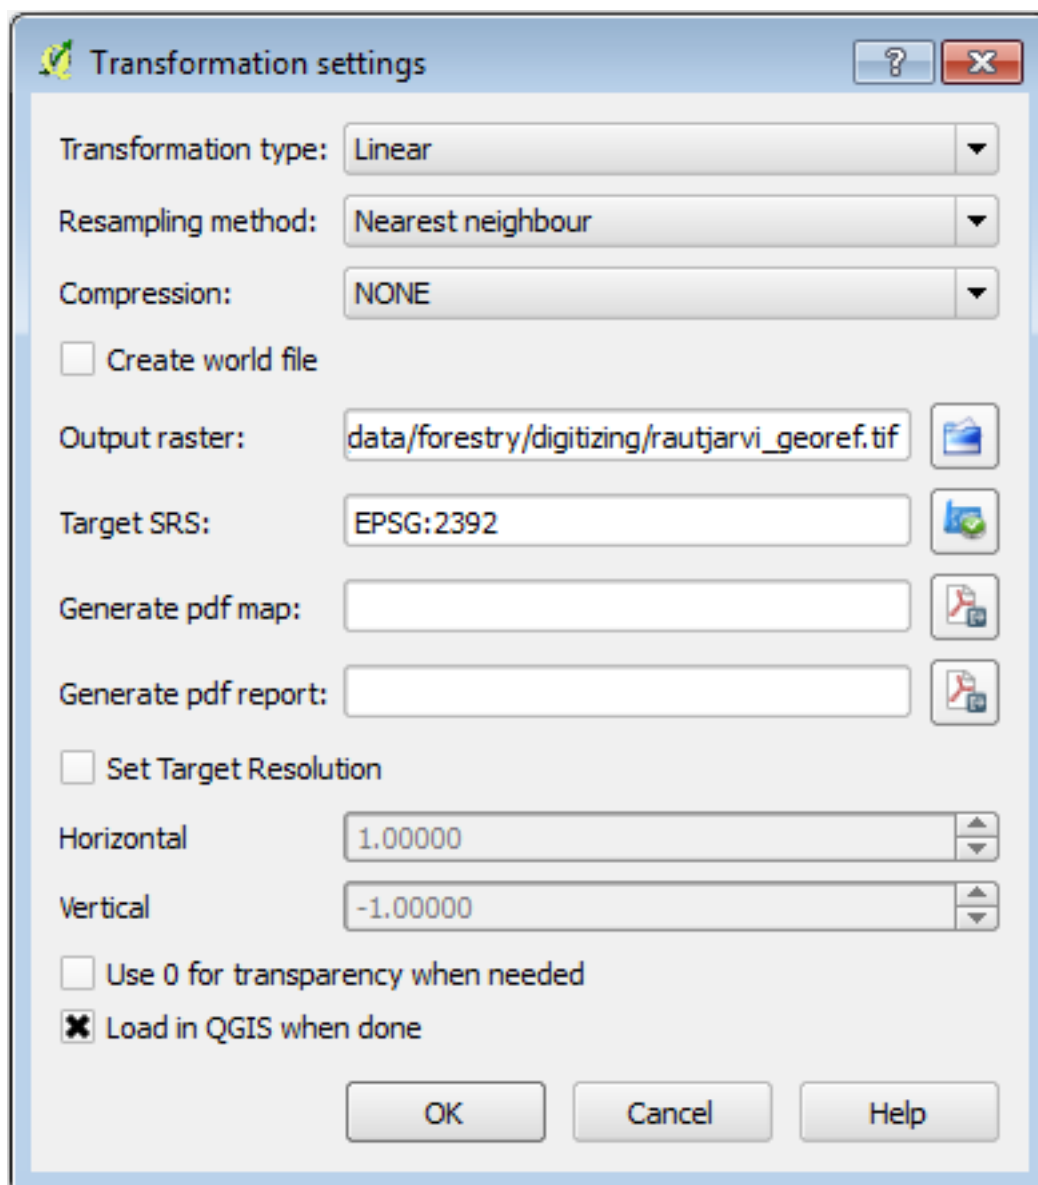 Transformation settings
Transformation type: Linear
Resampling method: Nearest neighbour
Compression: NONE
Create world file
Output raster: data/forestry/digitizing/rautjarvi_georef.tif
Target SRS: EPSG:2392
Generate pdf map:
Generate pdf report:
Set Target Resolution
Horizontal 1.00000
Vertical -1.00000
Use 0 for transparency when needed
Load in QGIS when done
OK Cancel Help